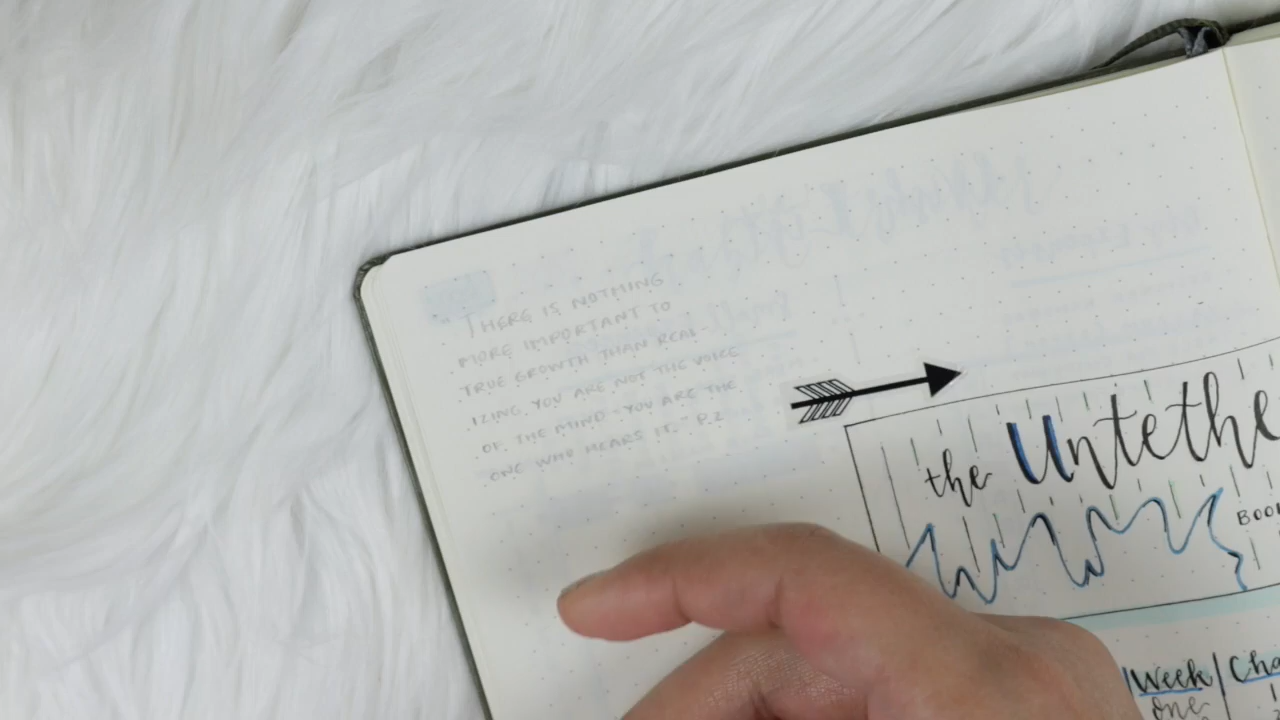 THERE IS NOTHING
MORE IMPORTANT TO
TRUE GROWTH THAN REAL-
IZING YOU ARE NOT THE VOICE
OF THE MIND - YOU ARE THE
ONE WHO HEARS IT." P.2
the Untethe
BOOK
Week Cha
One